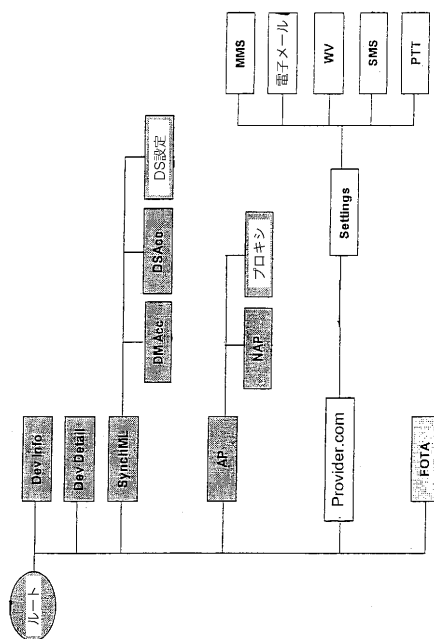 ルート
Dev Info
Dev Detail
SynchML
DM Acc
DSAcc
DS設定
AP
NAP
プロキシ
Provider.com
Settings
MMS
電子メール
WV
SMS
PTT
FOTA